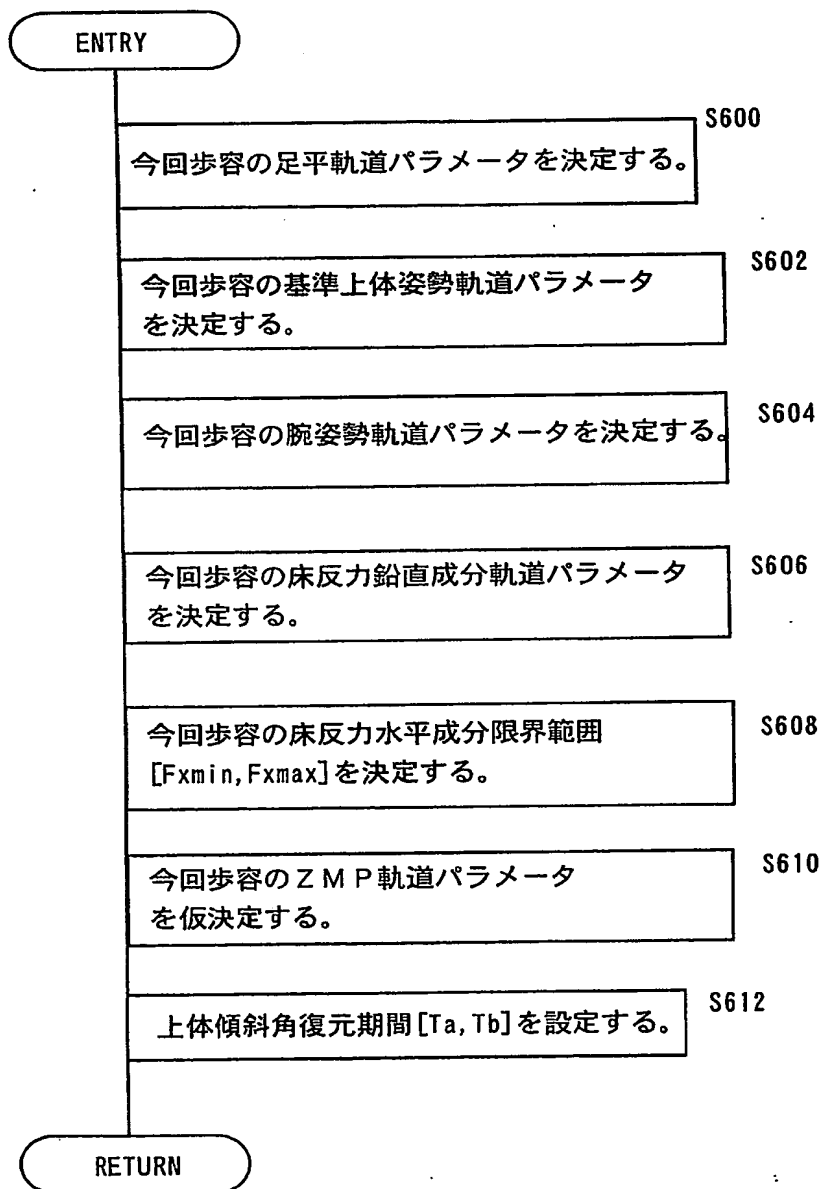 ENTRY
S600
今回歩容の足平軌道パラメータを決定する。
S602
今回歩容の基準上体姿勢軌道パラメータ
を決定する。
S604
今回歩容の腕姿勢軌道パラメータを決定する。
S606
今回歩容の床反力鉛直成分軌道パラメータ
を決定する。
S608
今回歩容の床反力水平成分限界範囲
[Fxmin,Fxmax]を決定する。
S610
今回歩容のＺＭＰ軌道パラメータ
を仮決定する。
S612
上体傾斜角復元期間[Ta,Tb]を設定する。
RETURN